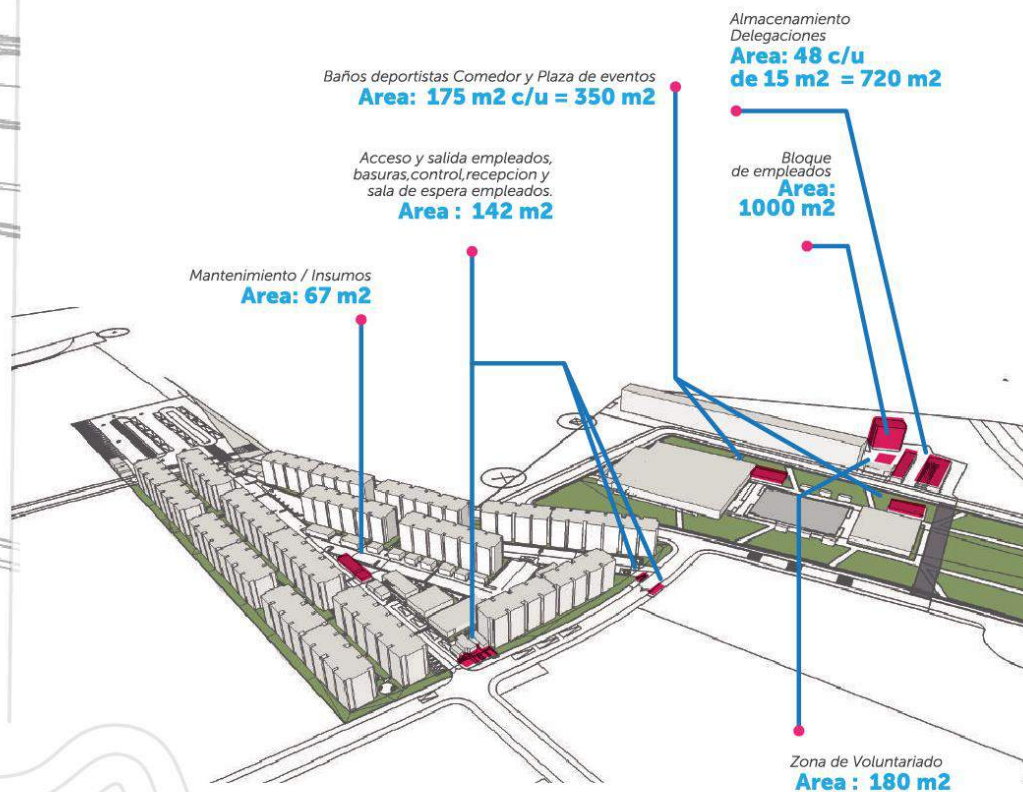 Almacenamiento
Delegaciones
Area: 48 c/u
de 15 m2 = 720 m2
Baños deportistas Comedor y Plaza de eventos
Area: 175 m2 c/u = 350 m2
Acceso y salida empleados,
basuras,control,recepcion y
sala de espera empleados.
Area : 142 m2
Bloque
de empleados
Area:
1000 m2
Mantenimiento / Insumos
Area: 67 m2
Zona de Voluntariado
Area : 180 m2